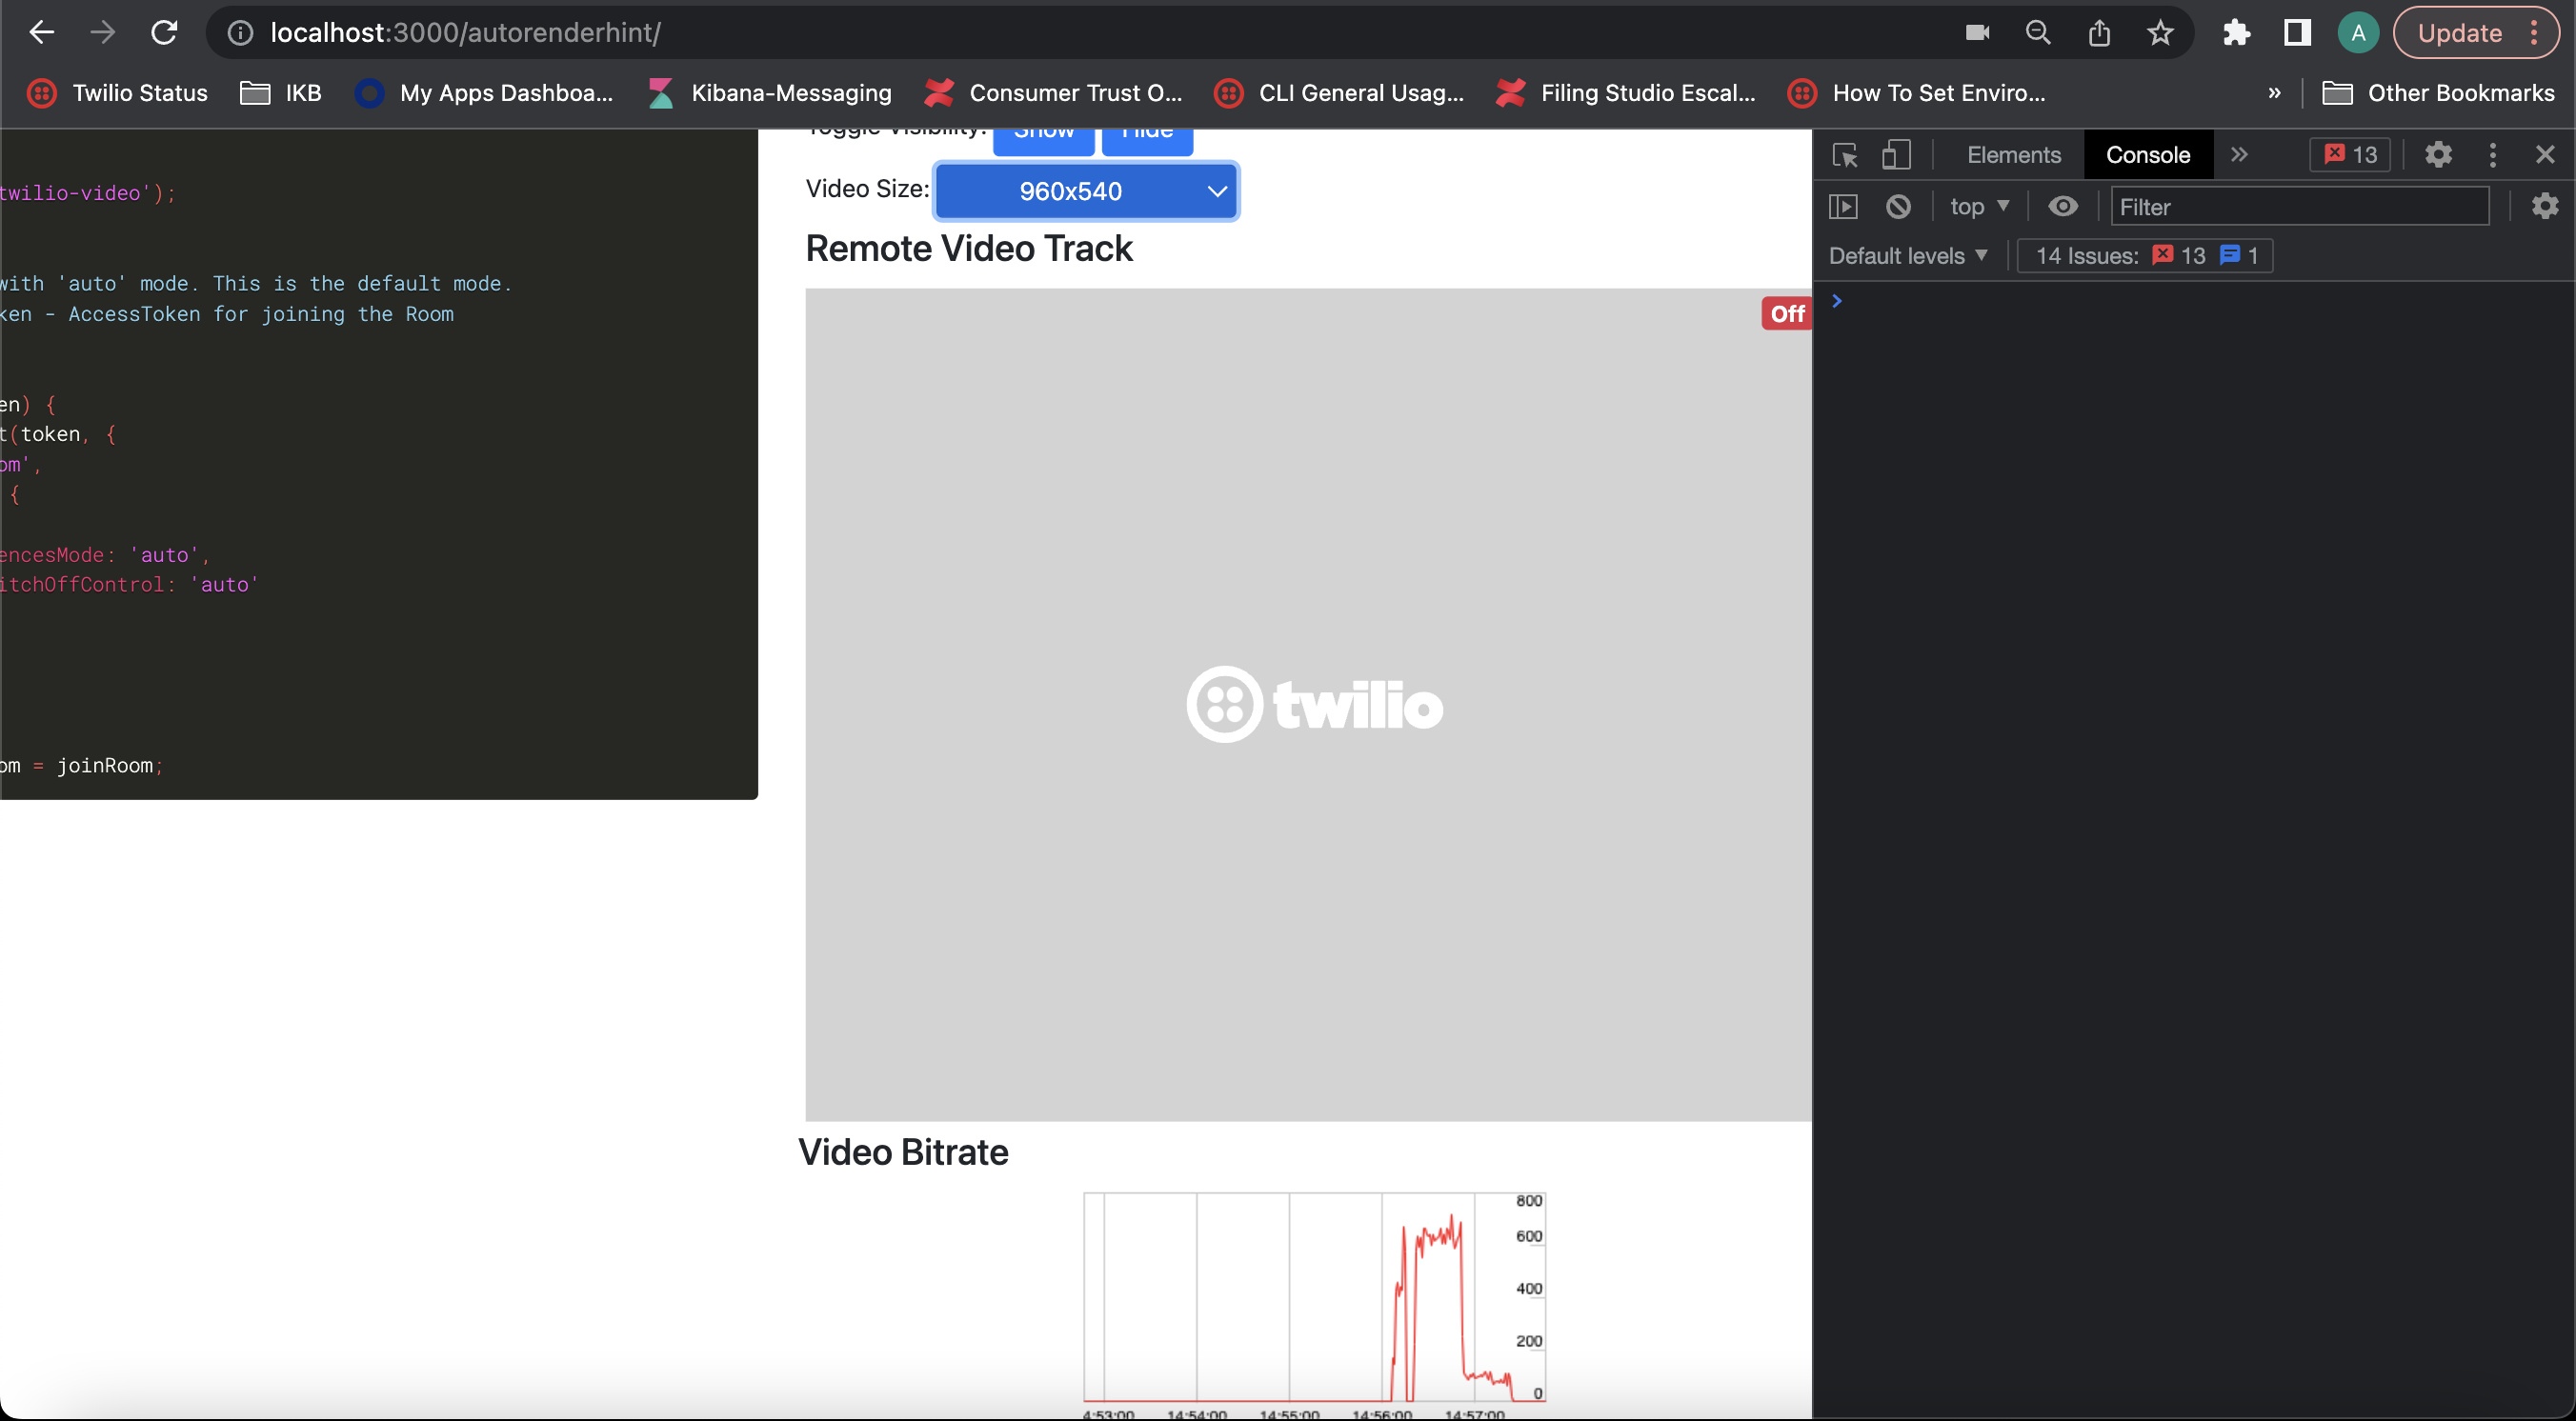 localhost:3000/autorenderhint/
A
Update
Twilio Status
IKB
My Apps Dashboa...
Kibana-Messaging
Consumer Trust O...
CLI General Usag...
Filing Studio Escal...
How To Set Enviro...
»
Other Bookmarks
twilio-video');
with 'auto' mode. This is the default mode.
ken - AccessToken for joining the Room
en) {
t(token, {
om',
{
encesMode: 'auto',
itchOffControl: 'auto'
om = joinRoom;
Toggle Visibility: Show Hide
Video Size: 960x540
Remote Video Track
Off
twilio
Video Bitrate
800
600
400
200
0
4:53:00 14:54:00 14:55:00 14:56:00 14:57:00
Elements Console » 13
top Filter
Default levels 14 Issues: 13 1